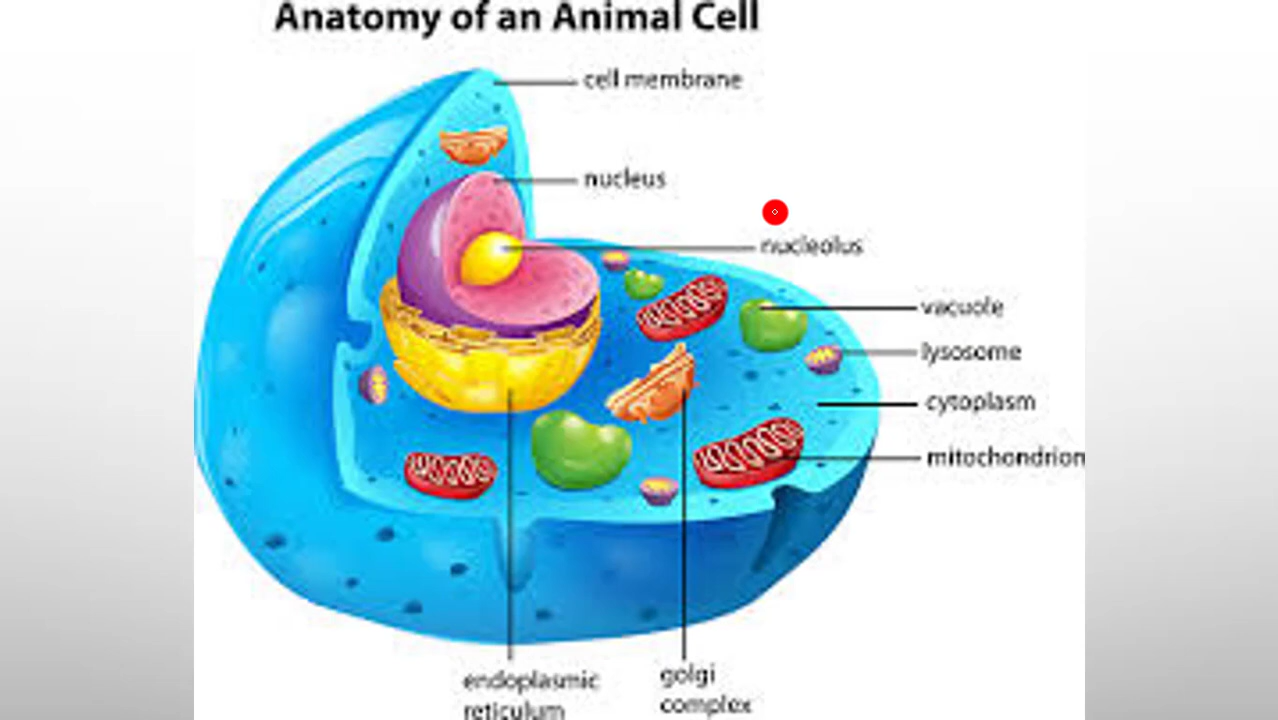 Anatomy of an Animal Cell
cell membrane
nucleus
nucleolus
vacuole
lysosome
cytoplasm
mitochondrion
endoplasmic
reticulum
golgi
complex